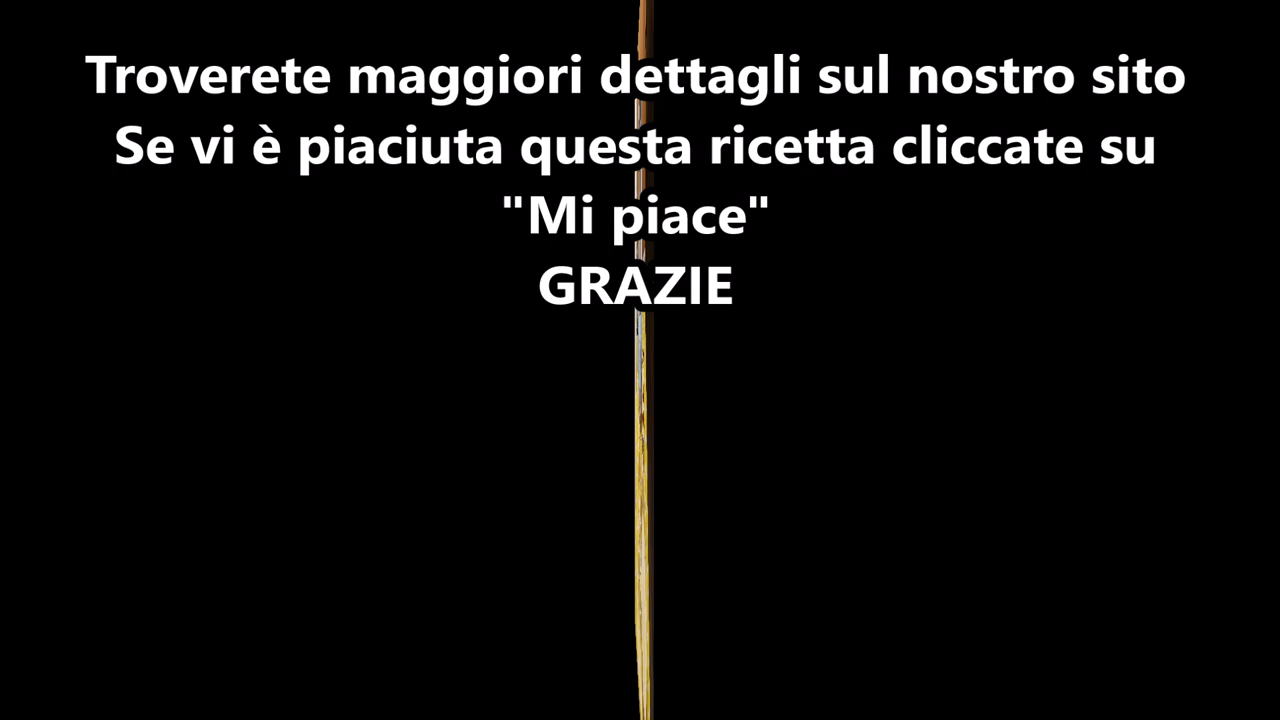 Troverete maggiori dettagli sul nostro sito
Se vi è piaciuta questa ricetta cliccate su
"Mi piace"
GRAZIE